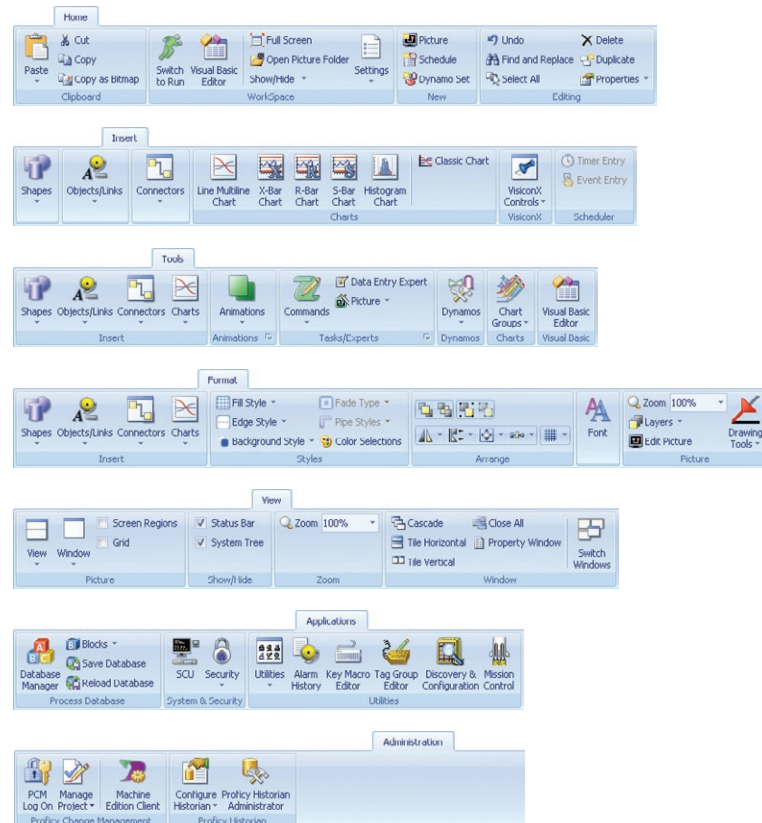 Home
Cut
Copy
Copy as Bitmap
Paste
Clipboard
Switch to Run
Visual Basic Editor
Full Screen
Open Picture Folder
Show/Hide
Settings
WorkSpace
Picture
Schedule
Dynamo Set
New
Undo
Find and Replace
Select All
Delete
Duplicate
Properties
Editing
Insert
Shapes
Objects/Links
Connectors
Line Multiline Chart
X-Bar Chart
R-Bar Chart
S-Bar Chart
Histogram Chart
Classic Chart
Charts
VisiconX Controls
VisiconX
Timer Entry
Event Entry
Scheduler
Tools
Shapes
Objects/Links
Connectors
Charts
Insert
Animations
Animations
Commands
Data Entry Expert
Picture
Tasks/Experts
Dynamos
Dynamos
Chart Groups
Charts
Visual Basic Editor
Visual Basic
Format
Shapes
Objects/Links
Connectors
Charts
Insert
Fill Style
Edge Style
Background Style
Fade Type
Pipe Styles
Color Selections
Styles
Arrange
Font
Zoom 100%
Layers
Edit Picture
Drawing Tools
Picture
View
View
Window
Screen Regions
Grid
Picture
Status Bar
System Tree
Show/Hide
Zoom 100%
Zoom
Cascade
Tile Horizontal
Tile Vertical
Close All
Property Window
Switch Windows
Window
Applications
Database Manager
Blocks
Save Database
Reload Database
Process Database
SCU
Security
System & Security
Utilities
Alarm History
Key Macro Editor
Tag Group Editor
Discovery & Configuration
Mission Control
Utilities
Administration
PCM Log On
Manage Project
Machine Edition Client
Proficy Change Management
Configure Historian
Proficy Historian Administrator
Proficy Historian